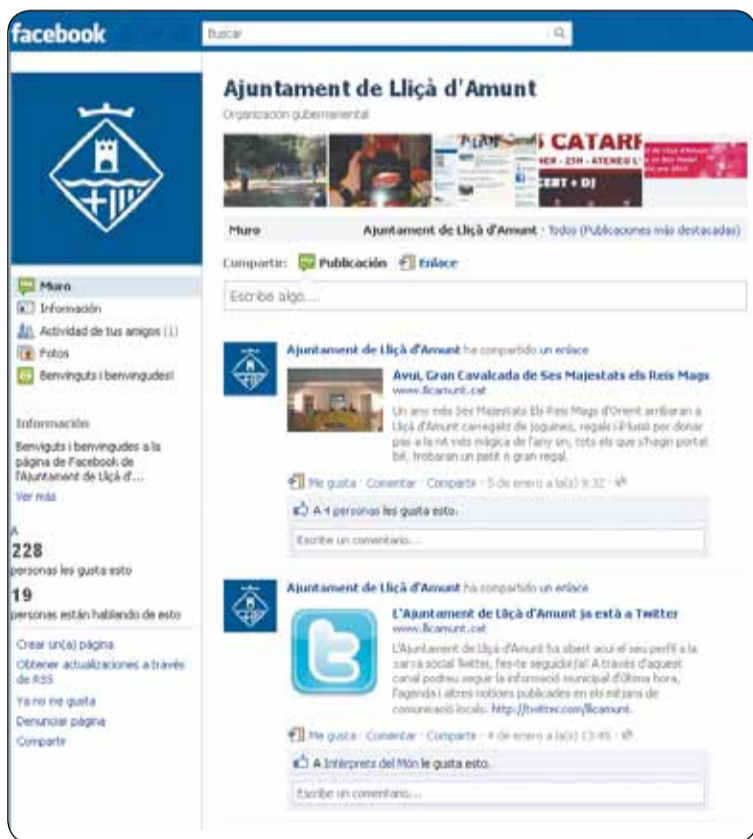 facebook
Buscar
Ajuntament de Lliçà d'Amunt
Organización gubernamental
CATARR
23H - ATENEU L'
CERT + DJ
Muro
Ajuntament de Lliçà d'Amunt · Todos (Publicaciones más destacadas)
Compartir: Publicación Enlace
Escribe algo....
Muro
Información
Actividad de tus amigos (1)
Fotos
Benvinguts i benvingudes!
Información
Benviguts i benvingudes a la
página de Facebook de
l'Ajuntament de Lliçà d'...
Ver más
A
228
personas les gusta esto
19
personas están hablando de esto
Crear un(a) página
Obtener actualizaciones a través
de RSS
Ya no me gusta
Denunciar página
Compartir
Ajuntament de Lliçà d'Amunt ha compartido un enlace
Avui, Gran Cavalcada de Ses Majestats els Reis Mags
www.llicamunt.cat
Un any més Ses Majestats Els Reis Mags d'Orient arribaran a
Lliçà d'Amunt carregats de joguines, regals i il·lusió per donar
pas a la nit més màgica de l'any on, tots els que s'hagin portat
bé, trobaran un petit o gran regal.
Me gusta · Comentar · Compartir · 5 de enero a la(s) 9:32
A 4 personas les gusta esto.
Escribe un comentario...
Ajuntament de Lliçà d'Amunt ha compartido un enlace
L'Ajuntament de Lliçà d'Amunt ja està a Twitter
www.llicamunt.cat
L'Ajuntament de Lliçà d'Amunt ha obert avui el seu perfil a la
xarxa social Twitter, fes-te seguidor/a! A través d'aquest
canal podreu seguir la informació municipal d'última hora,
l'agenda i altres notícies publicades en els mitjans de
comunicació locals: http://twitter.com/llicamunt.
Me gusta · Comentar · Compartir · 4 de enero a la(s) 13:45
A Intèrprets del Món le gusta esto.
Escribe un comentario...